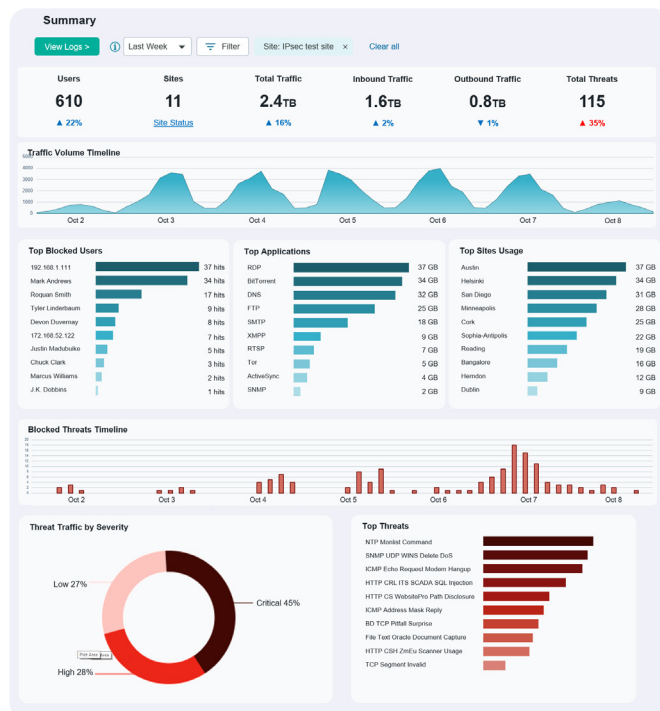 Summary
View Logs > Last Week Filter Site: IPsec test site × Clear all
Users Sites Total Traffic Inbound Traffic Outbound Traffic Total Threats
610 11 2.4TB 1.6TB 0.8TB 115
▲ 22% Site Status ▲ 16% ▲ 2% ▼ 1% ▲ 35%
Traffic Volume Timeline
5000
4000
3000
2000
1000
0
Oct 2 Oct 3 Oct 4 Oct 5 Oct 6 Oct 7 Oct 8
Top Blocked Users
192.168.1.111 37 hits
Mark Andrews 34 hits
Roquan Smith 17 hits
Tyler Linderbaum 9 hits
Devon Duvernay 8 hits
172.168.52.122 7 hits
Justin Madubuike 5 hits
Chuck Clark 3 hits
Marcus Williams 2 hits
J.K. Dobbins 1 hits
Top Applications
RDP 37 GB
BitTorrent 34 GB
DNS 32 GB
FTP 25 GB
SMTP 18 GB
XMPP 9 GB
RTSP 7 GB
Tor 5 GB
ActiveSync 4 GB
SNMP 2 GB
Top Sites Usage
Austin 37 GB
Helsinki 34 GB
San Diego 31 GB
Minneapolis 28 GB
Cork 25 GB
Sophia-Antipolis 22 GB
Reading 19 GB
Bangalore 16 GB
Herndon 12 GB
Dublin 9 GB
Blocked Threats Timeline
Oct 2 Oct 3 Oct 4 Oct 5 Oct 6 Oct 7 Oct 8
Threat Traffic by Severity
Low 27%
Critical 45%
Plot Area
High 28%
Top Threats
NTP Monlist Command
SNMP UDP WINS Delete DoS
ICMP Echo Request Modem Hangup
HTTP CRL ITS SCADA SQL Injection
HTTP CS WebsitePro Path Disclosure
ICMP Address Mask Reply
BD TCP Pitfall Surprise
File Text Oracle Document Capture
HTTP CSH ZmEu Scanner Usage
TCP Segment Invalid